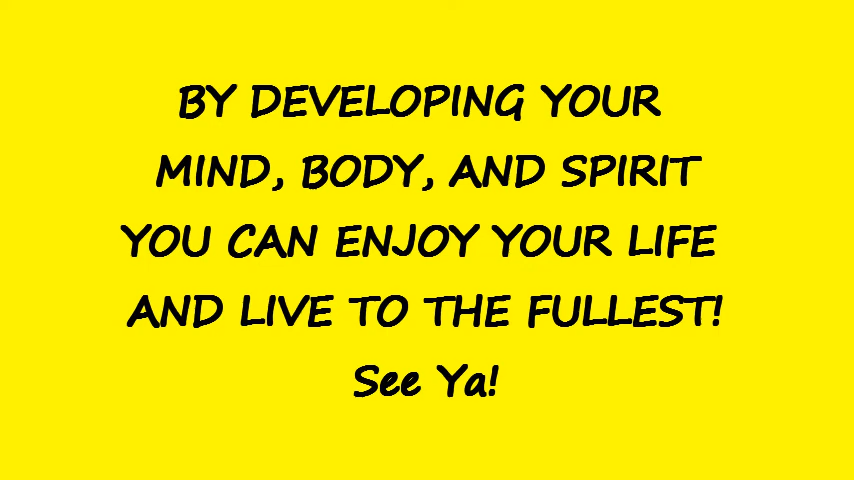 BY DEVELOPING YOUR
MIND, BODY, AND SPIRIT
YOU CAN ENJOY YOUR LIFE
AND LIVE TO THE FULLEST!
See Ya!